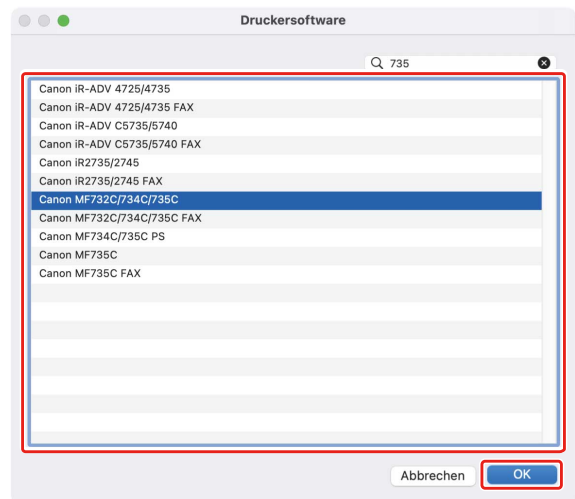 Druckersoftware
735
Canon iR-ADV 4725/4735
Canon iR-ADV 4725/4735 FAX
Canon iR-ADV C5735/5740
Canon iR-ADV C5735/5740 FAX
Canon iR2735/2745
Canon iR2735/2745 FAX
Canon MF732C/734C/735C
Canon MF732C/734C/735C FAX
Canon MF734C/735C PS
Canon MF735C
Canon MF735C FAX
Abbrechen OK